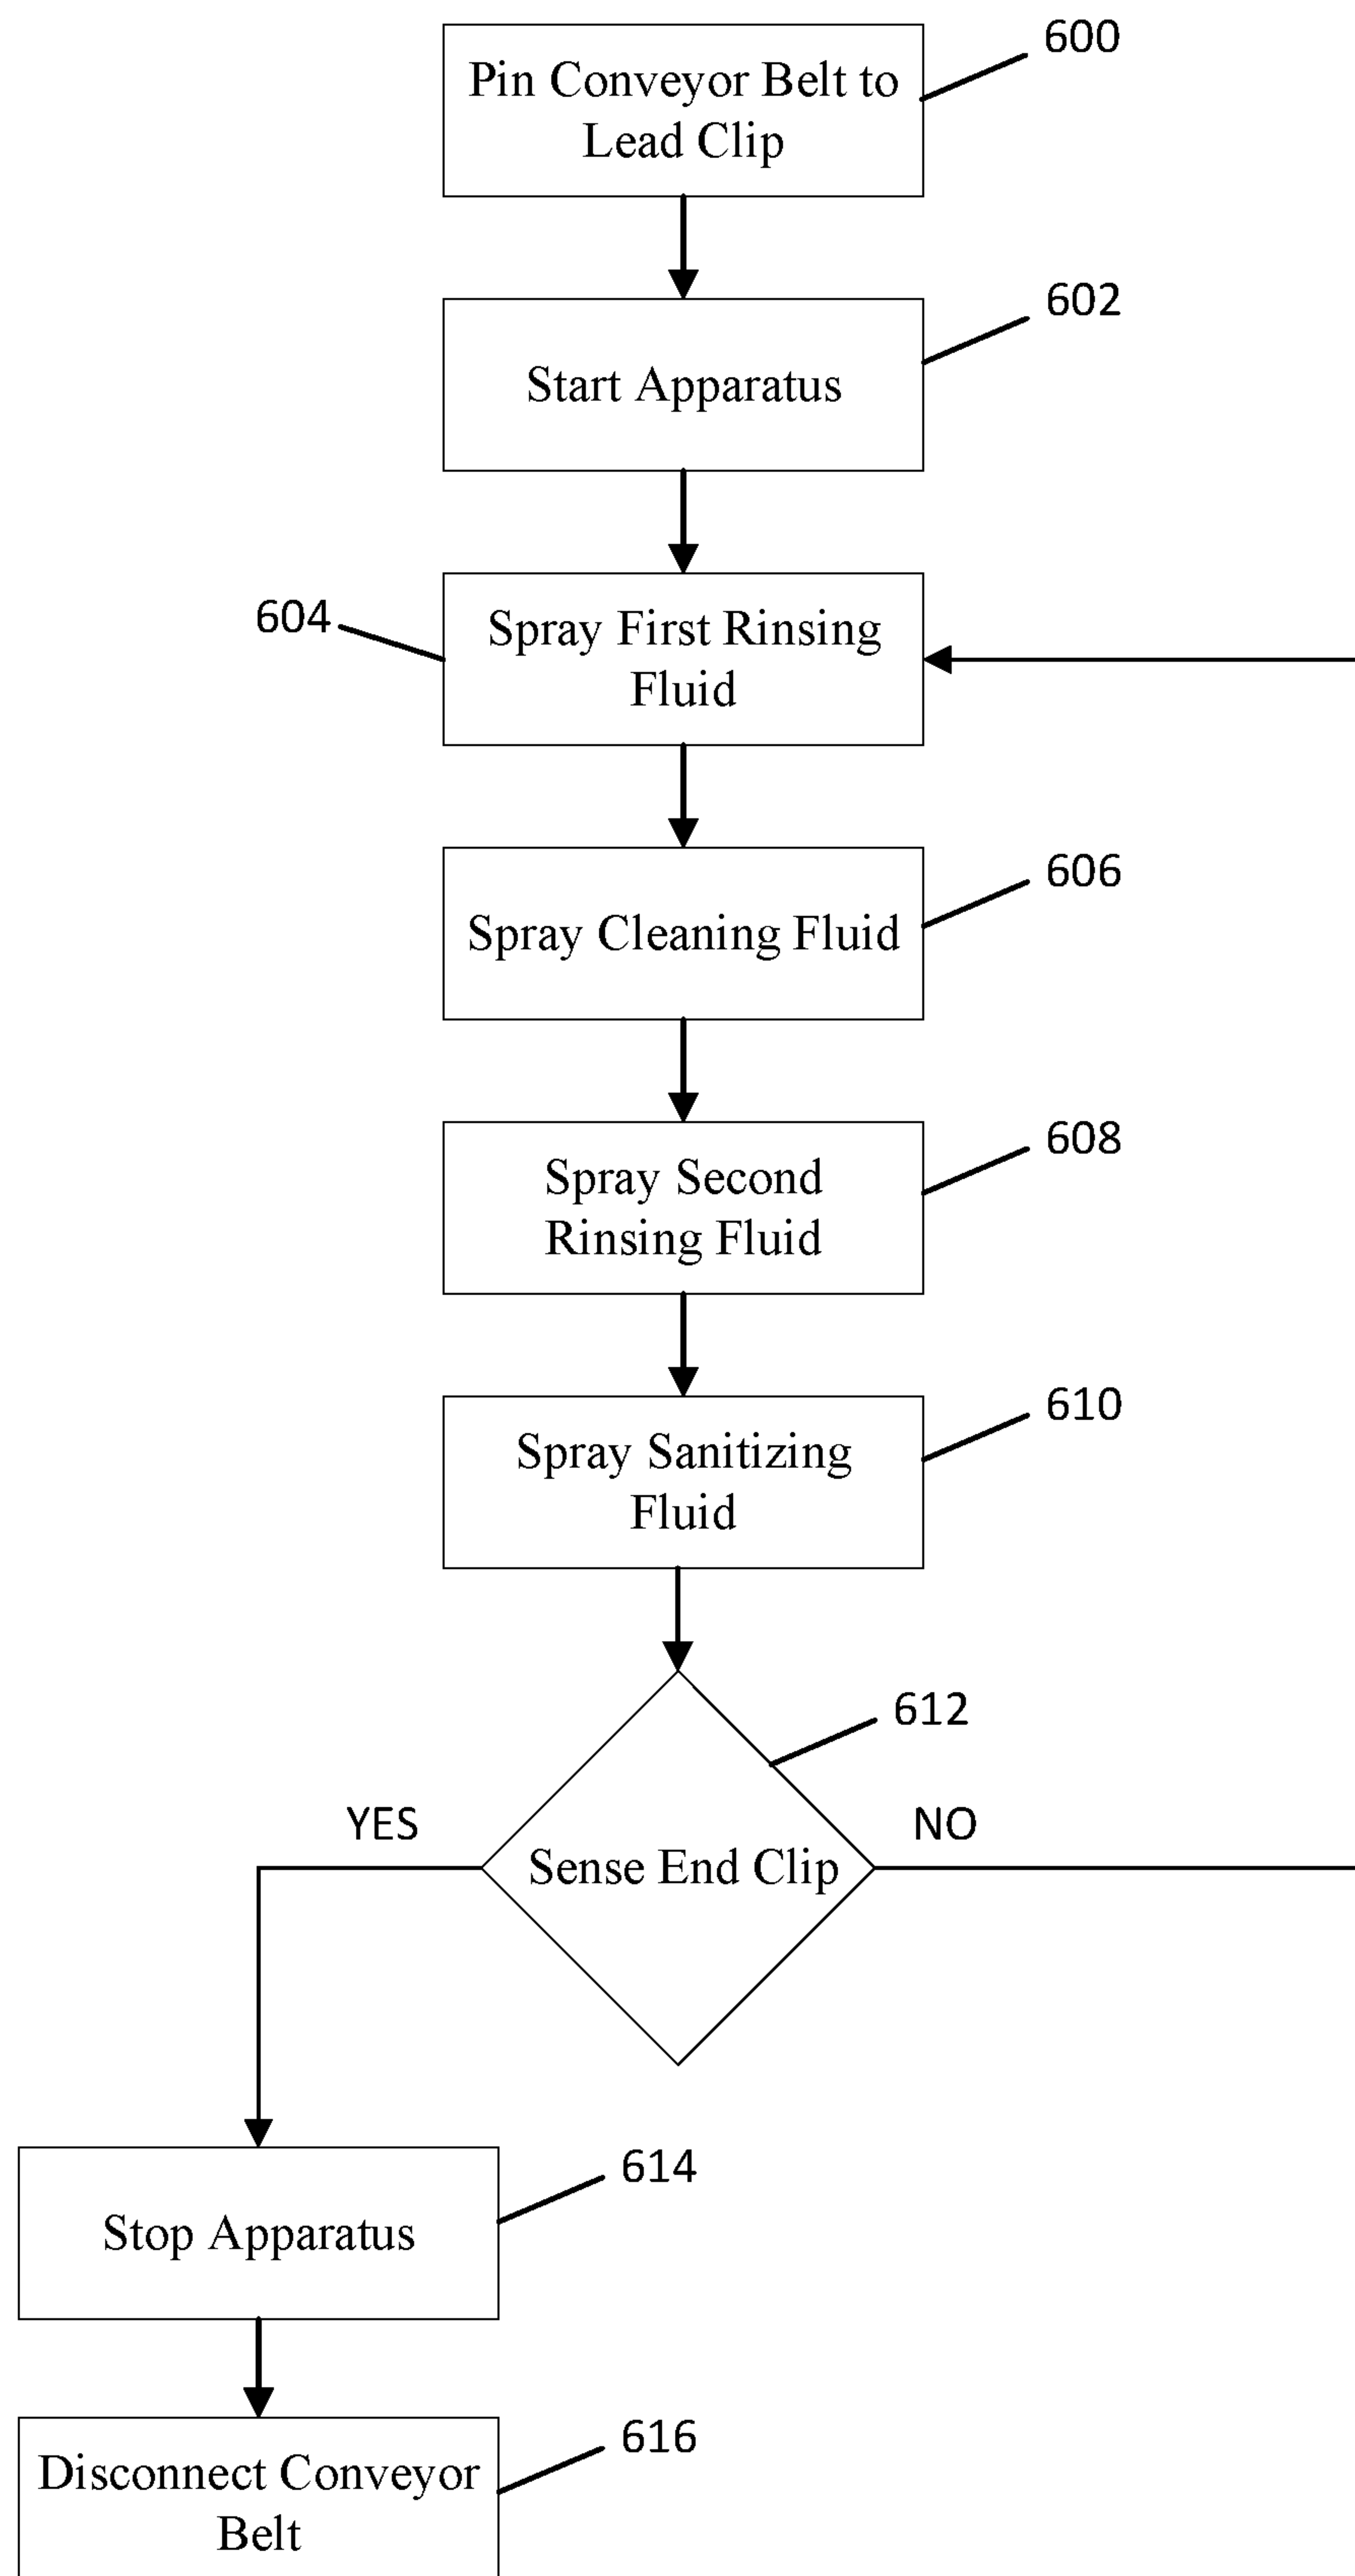 600
Pin Conveyor Belt to
Lead Clip
602
Start Apparatus
604
Spray First Rinsing
Fluid
606
Spray Cleaning Fluid
608
Spray Second
Rinsing Fluid
610
Spray Sanitizing
Fluid
612
YES
NO
Sense End Clip
614
Stop Apparatus
616
Disconnect Conveyor
Belt